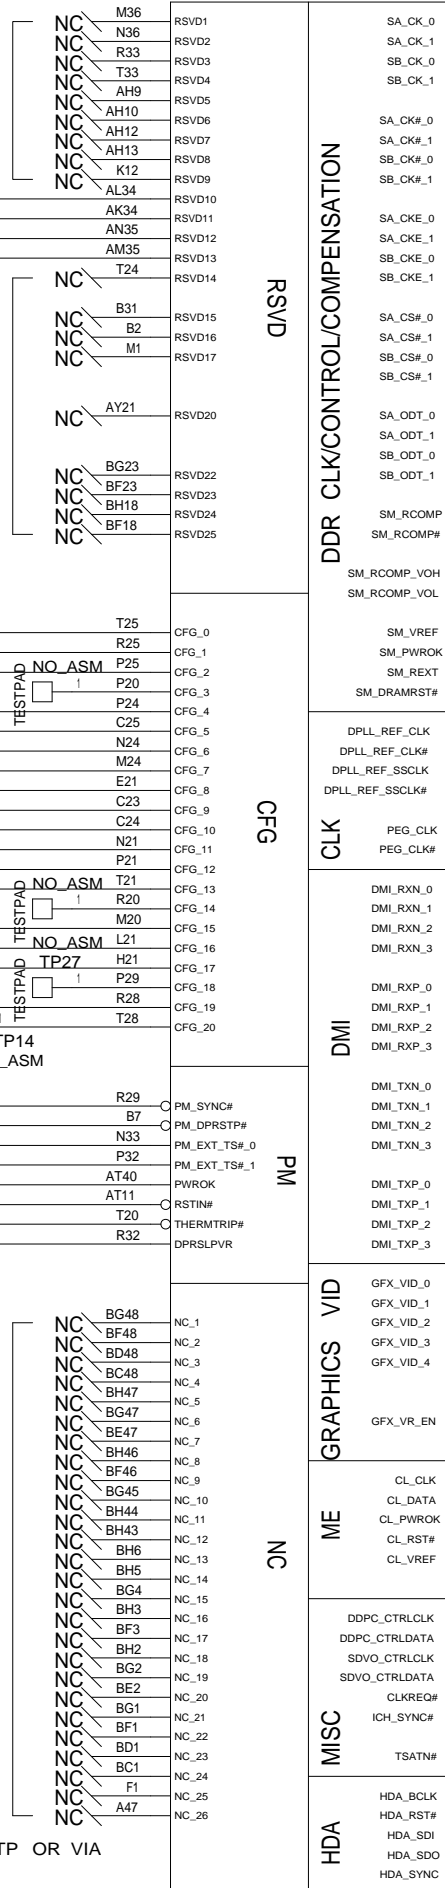 NC M36 RSVD1
NC N36 RSVD2
NC R33 RSVD3
NC T33 RSVD4
NC AH9 RSVD5
NC AH10 RSVD6
NC AH12 RSVD7
NC AH13 RSVD8
NC K12 RSVD9
AL34 RSVD10
AK34 RSVD11
AN35 RSVD12
AM35 RSVD13
NC T24 RSVD14
NC B31 RSVD15
NC B2 RSVD16
NC M1 RSVD17
NC AY21 RSVD20
NC BG23 RSVD22
NC BF23 RSVD23
NC BH18 RSVD24
NC BF18 RSVD25
RSVD
T25 CFG_0
R25 CFG_1
P25 CFG_2
TESTPAD NO_ASM
1 P20 CFG_3
P24 CFG_4
C25 CFG_5
N24 CFG_6
M24 CFG_7
E21 CFG_8
C23 CFG_9
C24 CFG_10
N21 CFG_11
P21 CFG_12
T21 CFG_13
TESTPAD NO_ASM
1 R20 CFG_14
M20 CFG_15
L21 CFG_16
NO_ASM
H21 CFG_17
TESTPAD TP27
1 P29 CFG_18
R28 CFG_19
T28 CFG_20
TP14
_ASM
CFG
R29 PM_SYNC#
B7 PM_DPRSTP#
N33 PM_EXT_TS#_0
P32 PM_EXT_TS#_1
AT40 PWROK
AT11 RSTIN#
T20 THERMTRIP#
R32 DPRSLPVR
PM
NC BG48 NC_1
NC BF48 NC_2
NC BD48 NC_3
NC BC48 NC_4
NC BH47 NC_5
NC BG47 NC_6
NC BE47 NC_7
NC BH46 NC_8
NC BF46 NC_9
NC BG45 NC_10
NC BH44 NC_11
NC BH43 NC_12
NC BH6 NC_13
NC BH5 NC_14
NC BG4 NC_15
NC BH3 NC_16
NC BF3 NC_17
NC BH2 NC_18
NC BG2 NC_19
NC BE2 NC_20
NC BG1 NC_21
NC BF1 NC_22
NC BD1 NC_23
NC BC1 NC_24
NC F1 NC_25
NC A47 NC_26
NC
TP OR VIA
DDR CLK/CONTROL/COMPENSATION
SA_CK_0
SA_CK_1
SB_CK_0
SB_CK_1
SA_CK#_0
SA_CK#_1
SB_CK#_0
SB_CK#_1
SA_CKE_0
SA_CKE_1
SB_CKE_0
SB_CKE_1
SA_CS#_0
SA_CS#_1
SB_CS#_0
SB_CS#_1
SA_ODT_0
SA_ODT_1
SB_ODT_0
SB_ODT_1
SM_RCOMP
SM_RCOMP#
SM_RCOMP_VOH
SM_RCOMP_VOL
SM_VREF
SM_PWROK
SM_REXT
SM_DRAMRST#
CLK
DPLL_REF_CLK
DPLL_REF_CLK#
DPLL_REF_SSCLK
DPLL_REF_SSCLK#
PEG_CLK
PEG_CLK#
DMI
DMI_RXN_0
DMI_RXN_1
DMI_RXN_2
DMI_RXN_3
DMI_RXP_0
DMI_RXP_1
DMI_RXP_2
DMI_RXP_3
DMI_TXN_0
DMI_TXN_1
DMI_TXN_2
DMI_TXN_3
DMI_TXP_0
DMI_TXP_1
DMI_TXP_2
DMI_TXP_3
GRAPHICS VID
GFX_VID_0
GFX_VID_1
GFX_VID_2
GFX_VID_3
GFX_VID_4
GFX_VR_EN
ME
CL_CLK
CL_DATA
CL_PWROK
CL_RST#
CL_VREF
MISC
DDPC_CTRLCLK
DDPC_CTRLDATA
SDVO_CTRLCLK
SDVO_CTRLDATA
CLKREQ#
ICH_SYNC#
TSATN#
HDA
HDA_BCLK
HDA_RST#
HDA_SDI
HDA_SDO
HDA_SYNC